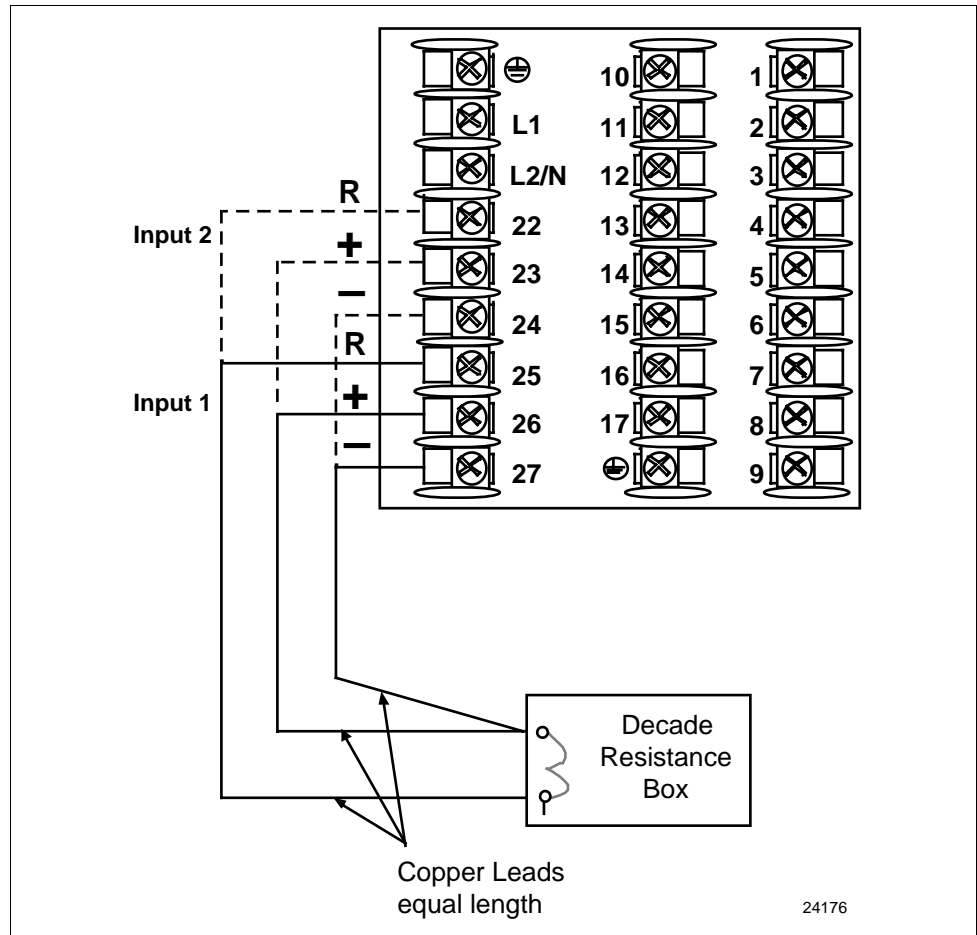 10 1
L1 11 2
L2/N 12 3
R
22 13 4
Input 2
+
23 14 5
−
24 15 6
R
25 16 7
Input 1
+
26 17 8
−
27 9
Decade
Resistance
Box
Copper Leads
equal length
24176